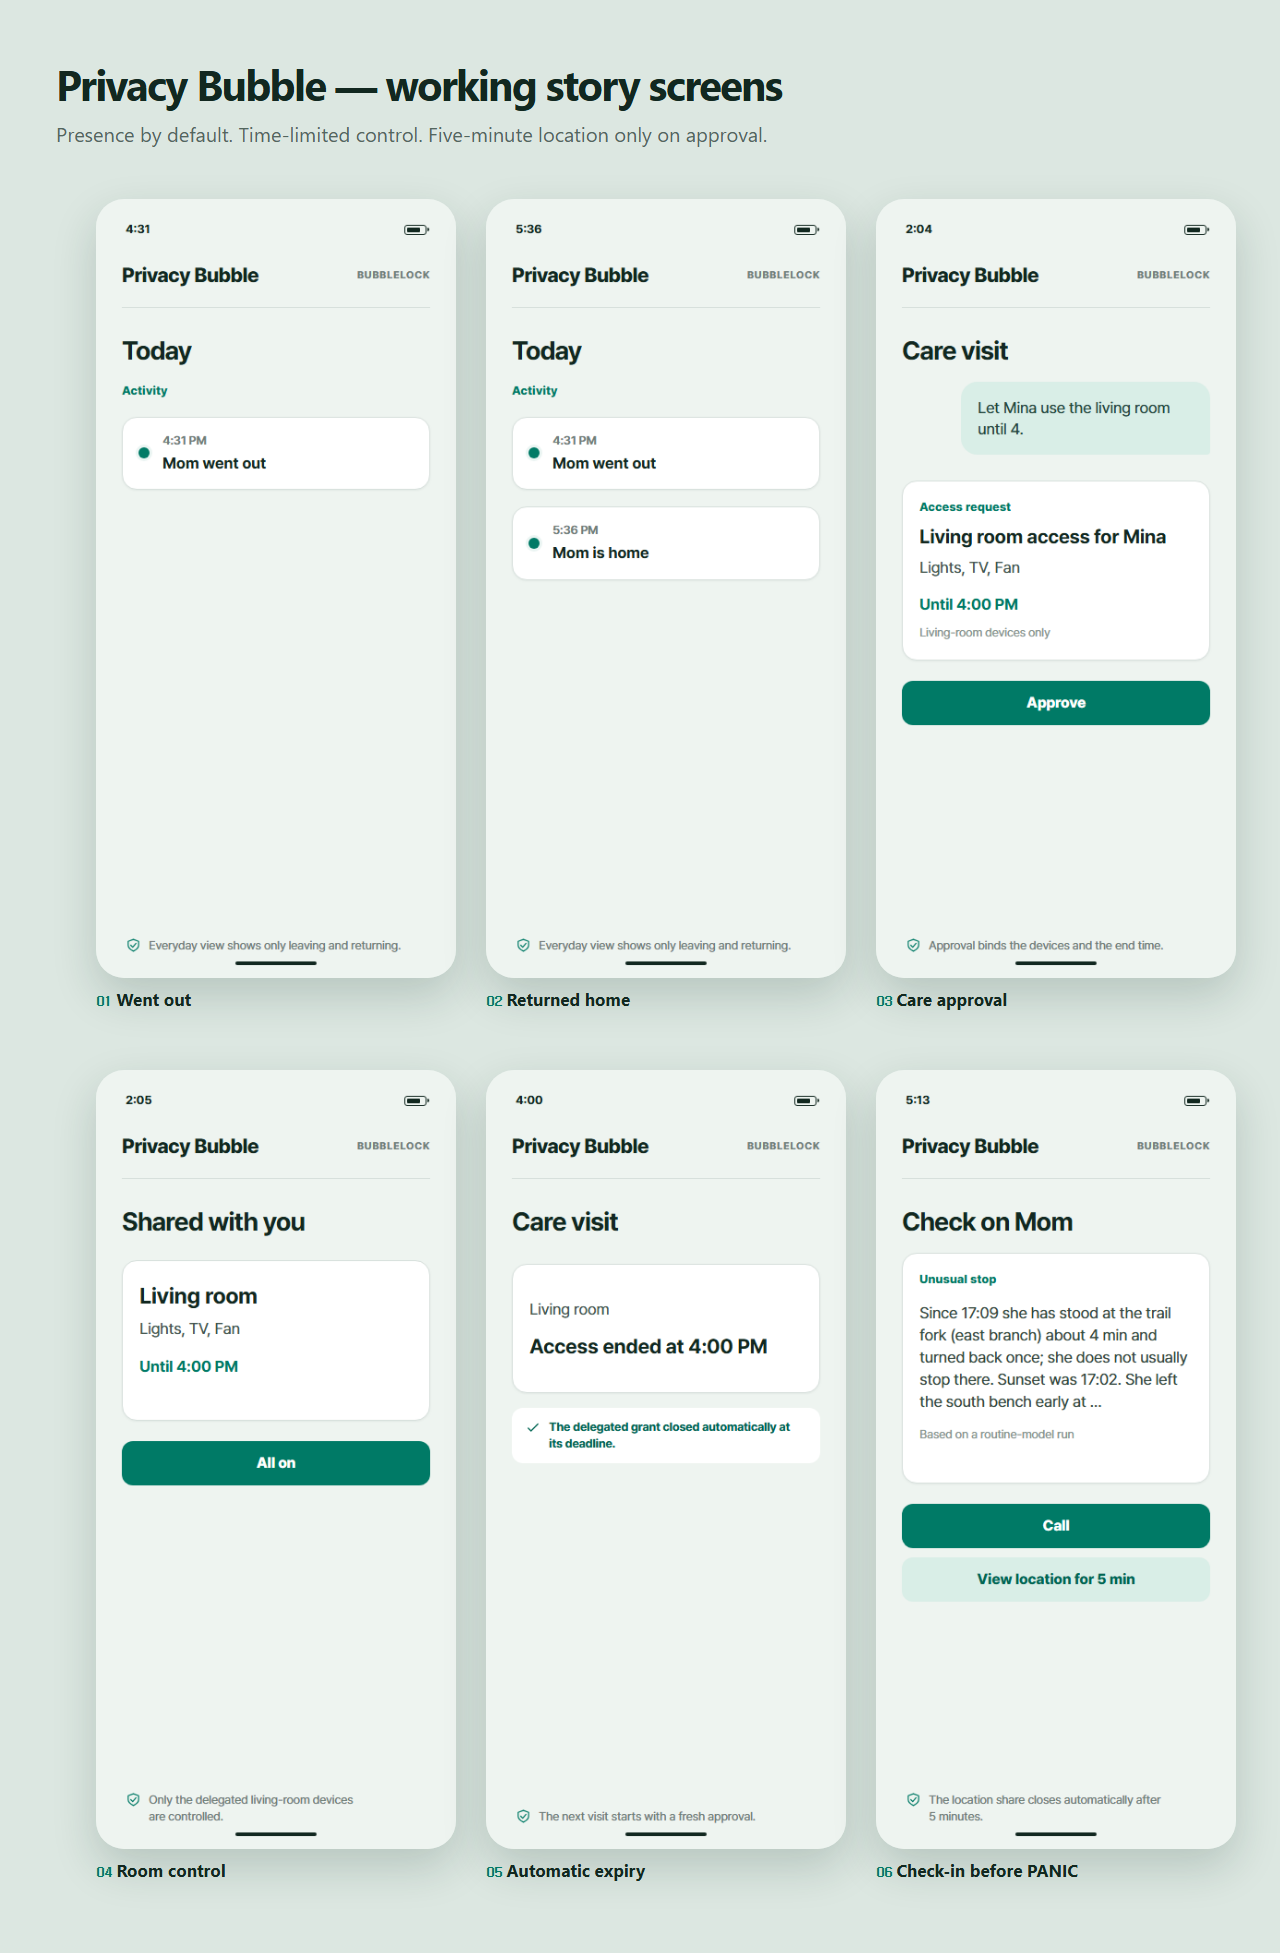 Privacy Bubble — working story screens
Presence by default. Time-limited control. Five-minute location only on approval.
4:31
Privacy Bubble
BUBBLELOCK
Today
Activity
4:31 PM
Mom went out
Everyday view shows only leaving and returning.
01 Went out
5:36
Privacy Bubble
BUBBLELOCK
Today
Activity
4:31 PM
Mom went out
5:36 PM
Mom is home
Everyday view shows only leaving and returning.
02 Returned home
2:04
Privacy Bubble
BUBBLELOCK
Care visit
Let Mina use the living room
until 4.
Access request
Living room access for Mina
Lights, TV, Fan
Until 4:00 PM
Living-room devices only
Approve
Approval binds the devices and the end time.
03 Care approval
2:05
Privacy Bubble
BUBBLELOCK
Shared with you
Living room
Lights, TV, Fan
Until 4:00 PM
All on
Only the delegated living-room devices
are controlled.
04 Room control
4:00
Privacy Bubble
BUBBLELOCK
Care visit
Living room
Access ended at 4:00 PM
The delegated grant closed automatically at
its deadline.
The next visit starts with a fresh approval.
05 Automatic expiry
5:13
Privacy Bubble
BUBBLELOCK
Check on Mom
Unusual stop
Since 17:09 she has stood at the trail
fork (east branch) about 4 min and
turned back once; she does not usually
stop there. Sunset was 17:02. She left
the south bench early at ...
Based on a routine-model run
Call
View location for 5 min
The location share closes automatically after
5 minutes.
06 Check-in before PANIC